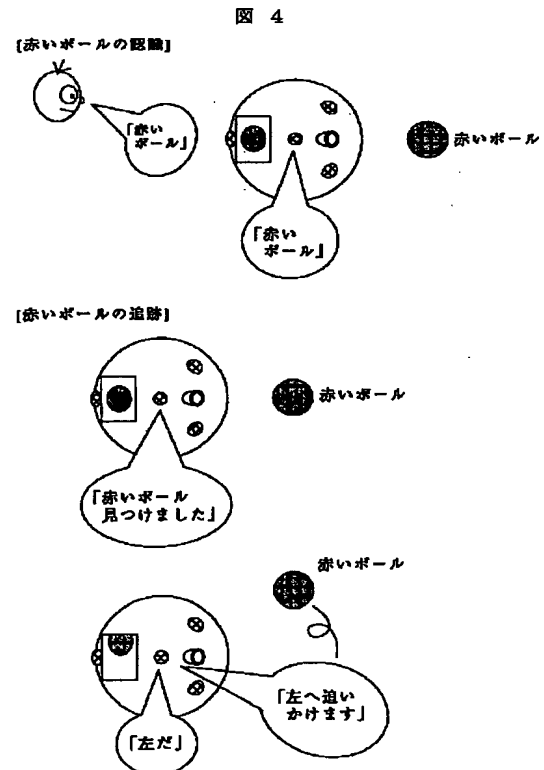 図 4
[赤いボールの認識]
「赤い
ボール」
赤いボール
「赤い
ボール」
[赤いボールの追跡]
赤いボール
「赤いボール
見つけました」
赤いボール
「左へ追い
かけます」
「左だ」